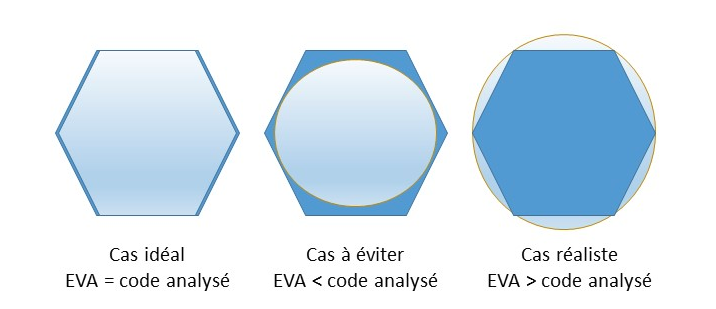 Cas idéal
EVA = code analysé
Cas à éviter
EVA < code analysé
Cas réaliste
EVA > code analysé